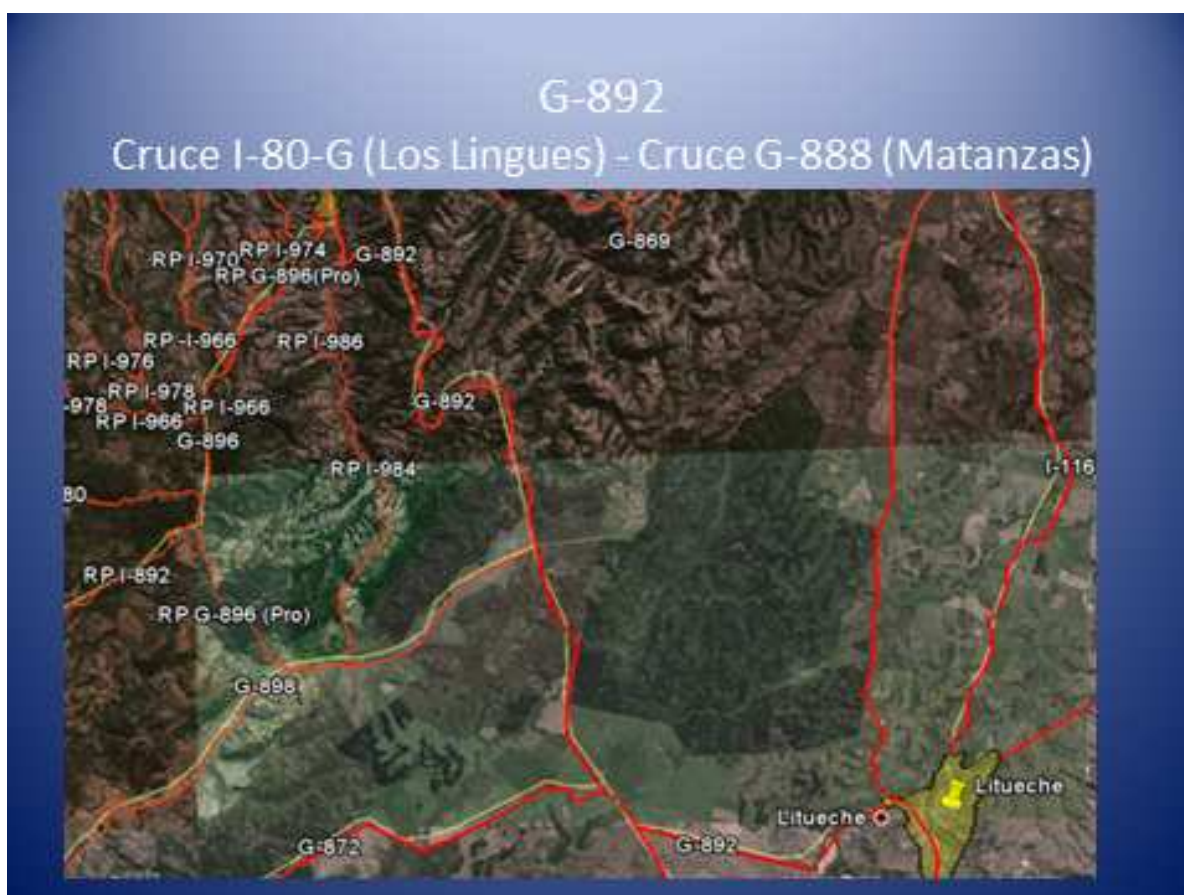 G-892
Cruce I-80-G (Los Lingues) - Cruce G-888 (Matanzas)
G-869
RP I-974
RP I-970
G-892
RP G-896(Pro)
RP -I-966
RP I-986
RP I-976
RP I-978
G-892
-978
RP I-966
RP I-966
G-896
RP I-984
I-116
80
RP I-892
RP G-896 (Pro)
G-898
Litueche
Litueche
G-872
G-892